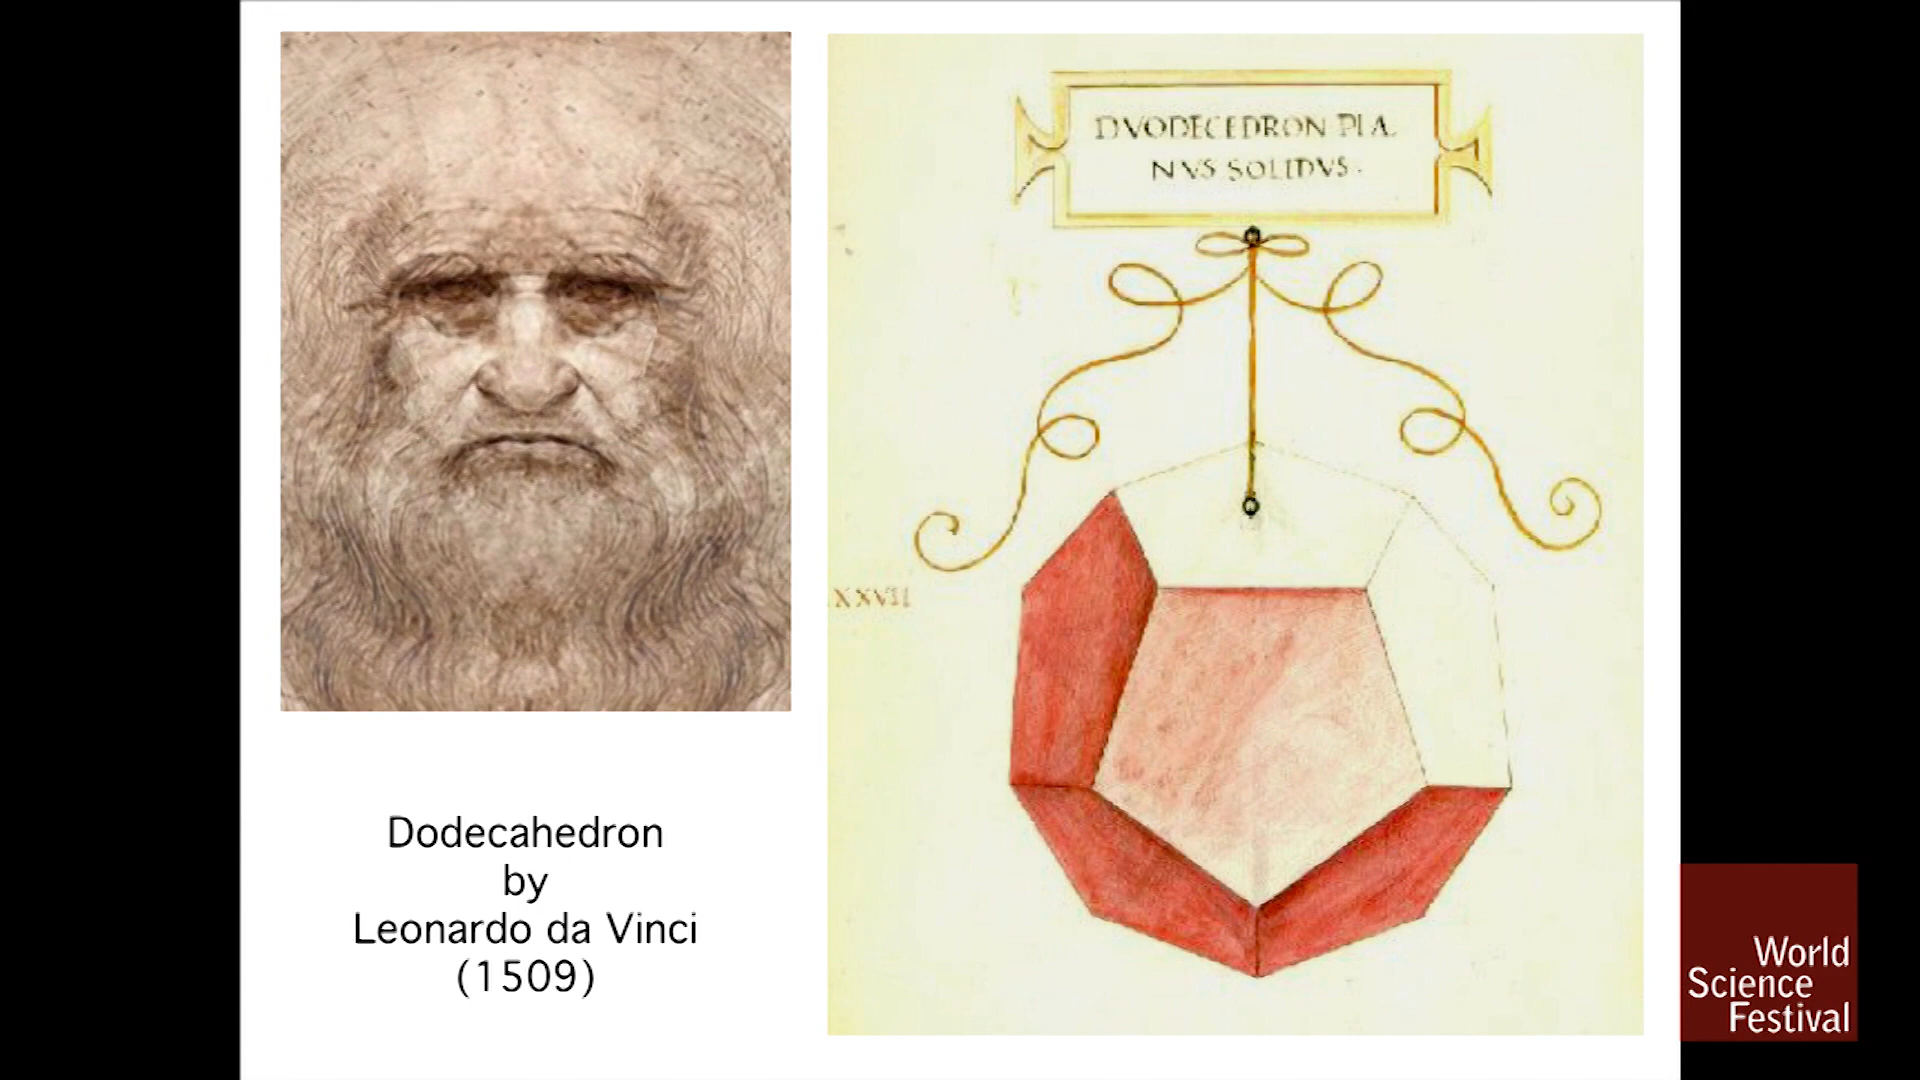 DVODECEDRON PLA
NVS SOLIDVS.
XXVII
Dodecahedron
by
Leonardo da Vinci
(1509)
World
Science
Festival